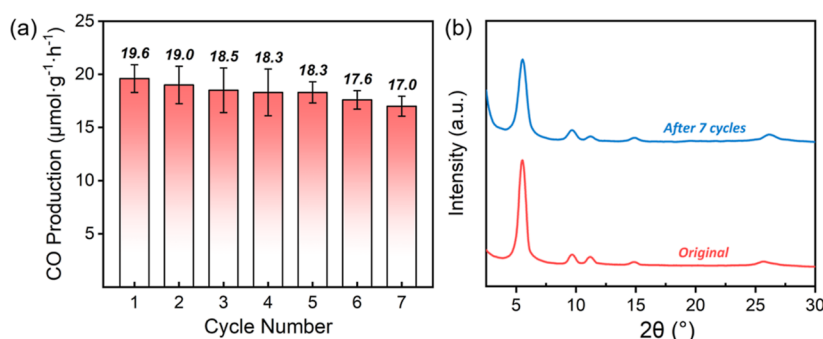 (a)
CO Production (μmol·g⁻¹·h⁻¹)
25
20
15
10
5
19.6 19.0 18.5 18.3 18.3 17.6 17.0
1 2 3 4 5 6 7
Cycle Number
(b)
Intensity (a.u.)
After 7 cycles
Original
5 10 15 20 25 30
2θ (°)